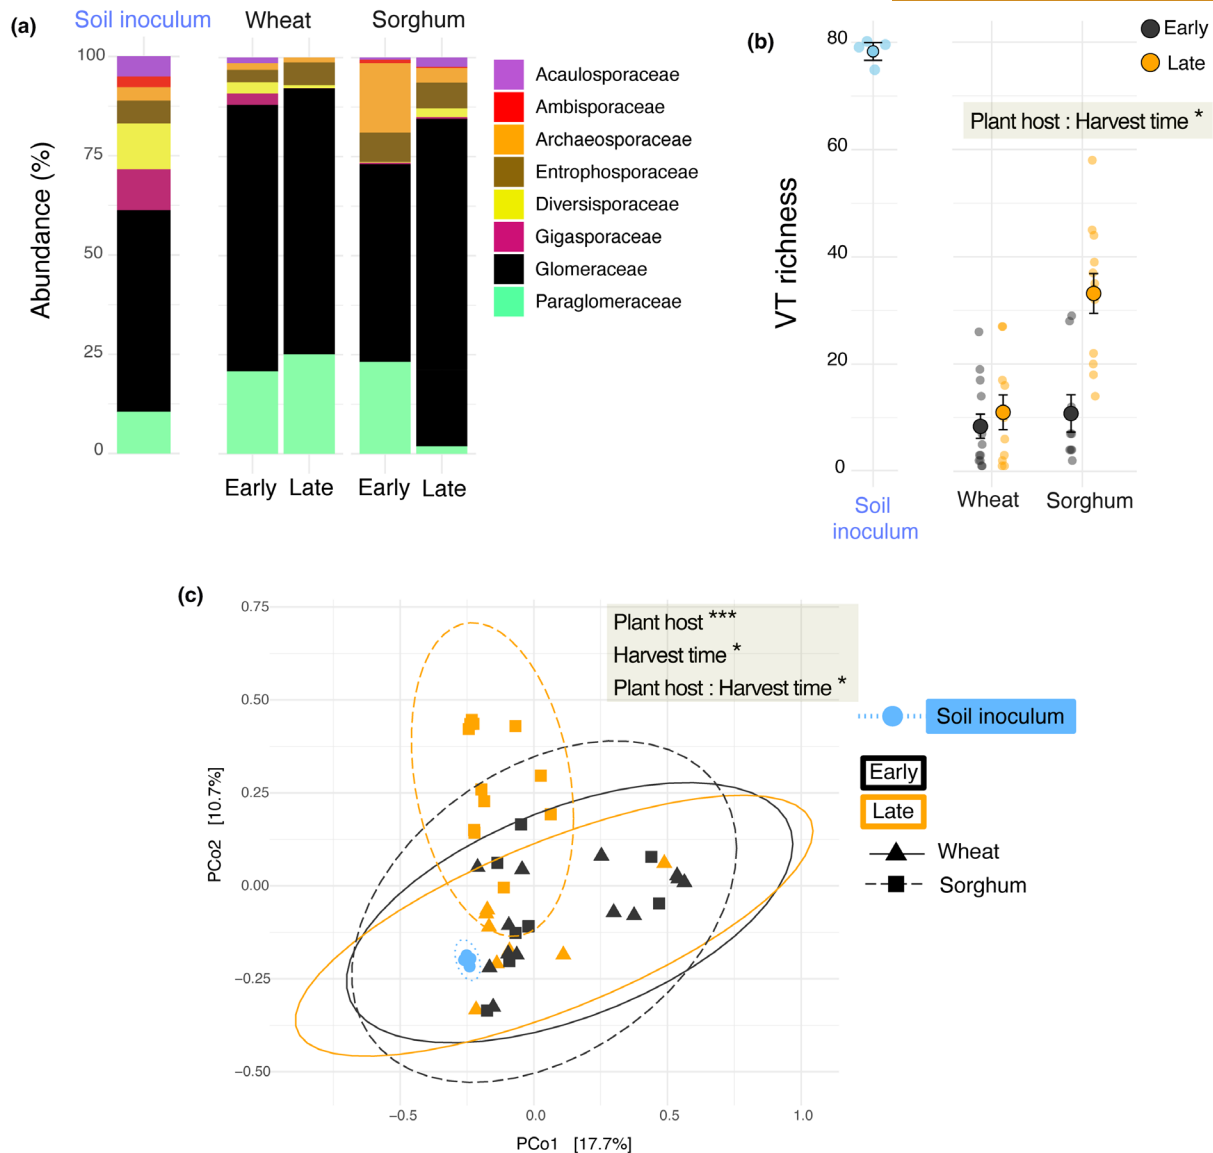 (a)
Soil inoculum
Wheat
Sorghum
Abundance (%)
100
75
50
25
0
Early
Late
Early
Late
Acaulosporaceae
Ambisporaceae
Archaeosporaceae
Entrophosporaceae
Diversisporaceae
Gigasporaceae
Glomeraceae
Paraglomeraceae
(b)
Early
Late
Plant host : Harvest time *
VT richness
80
60
40
20
0
Soil
inoculum
Wheat
Sorghum
(c)
Plant host ***
Harvest time *
Plant host : Harvest time *
PCo2 [10.7%]
0.75
0.50
0.25
0.00
−0.25
−0.50
−0.5
0.0
0.5
1.0
PCo1 [17.7%]
Soil inoculum
Early
Late
Wheat
Sorghum